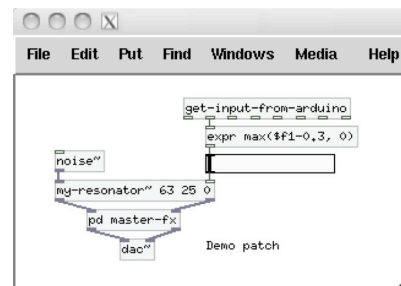 X
File Edit Put Find Windows Media Help
get-input-from-arduino
expr max($f1-0.3, 0)
noise~
my-resonator~ 63 25 0
pd master-fx
dac~
Demo patch